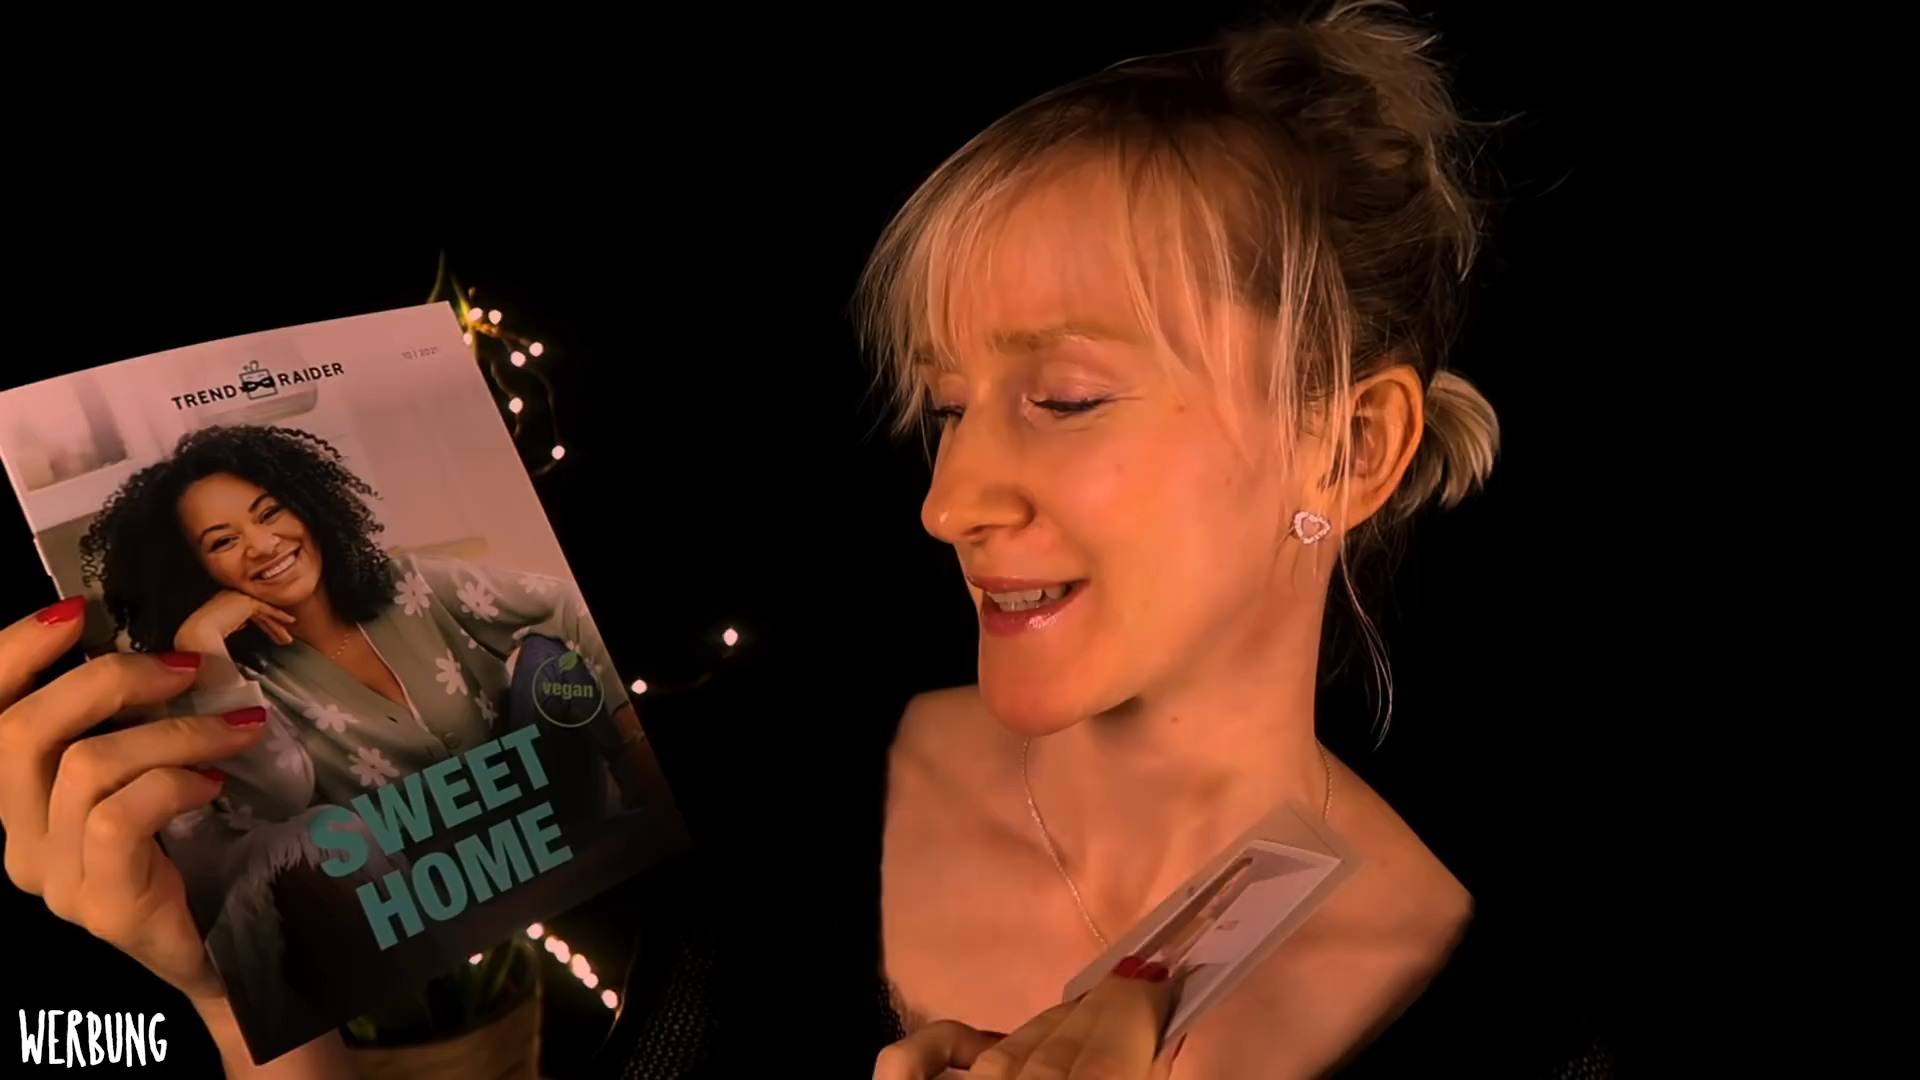 TREND RAIDER
10 | 2021
vegan
SWEET
HOME
WERBUNG